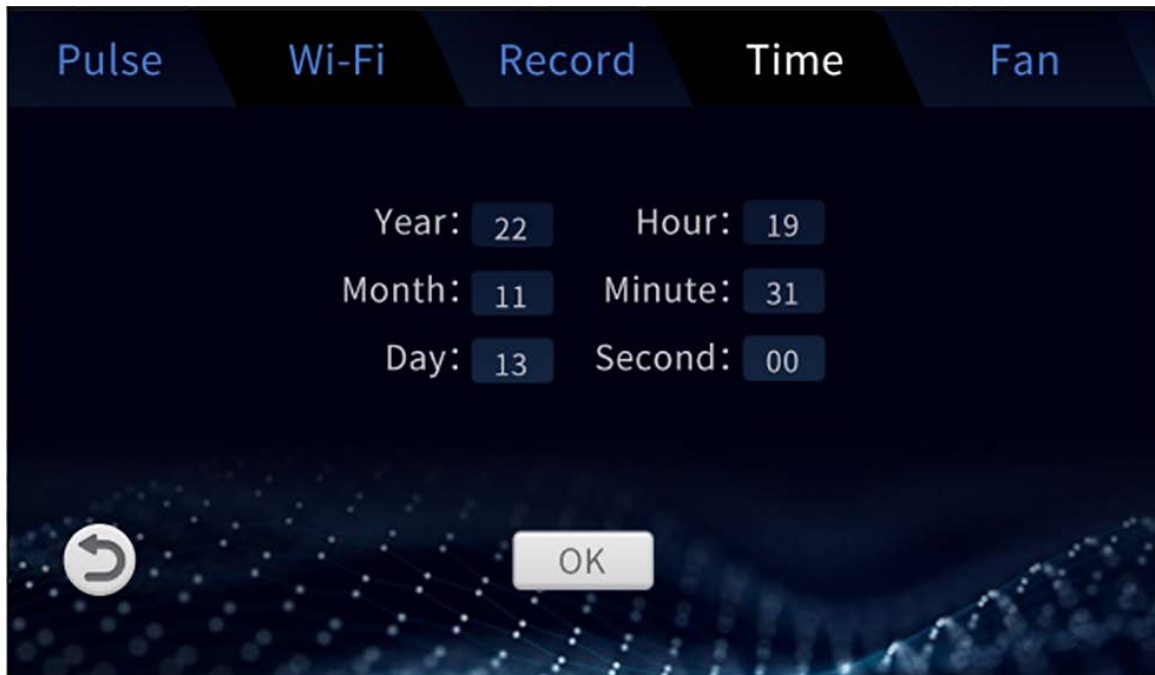 Pulse Wi-Fi Record Time Fan
Year: 22 Hour: 19
Month: 11 Minute: 31
Day: 13 Second: 00
OK